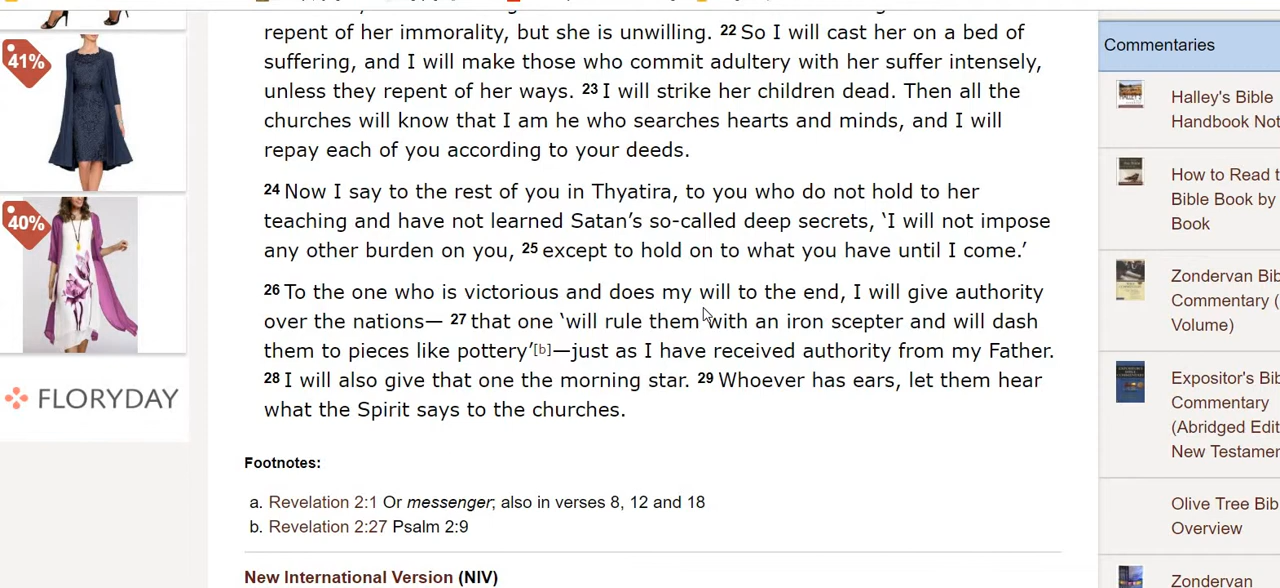 41%
40%
FLORYDAY
repent of her immorality, but she is unwilling. 22 So I will cast her on a bed of
suffering, and I will make those who commit adultery with her suffer intensely,
unless they repent of her ways. 23 I will strike her children dead. Then all the
churches will know that I am he who searches hearts and minds, and I will
repay each of you according to your deeds.
24 Now I say to the rest of you in Thyatira, to you who do not hold to her
teaching and have not learned Satan’s so-called deep secrets, ‘I will not impose
any other burden on you, 25 except to hold on to what you have until I come.’
26 To the one who is victorious and does my will to the end, I will give authority
over the nations— 27 that one ‘will rule them with an iron scepter and will dash
them to pieces like pottery’[b]—just as I have received authority from my Father.
28 I will also give that one the morning star. 29 Whoever has ears, let them hear
what the Spirit says to the churches.
Footnotes:
a. Revelation 2:1 Or messenger; also in verses 8, 12 and 18
b. Revelation 2:27 Psalm 2:9
New International Version (NIV)
Commentaries
Halley's Bible
Handbook Not
How to Read t
Bible Book by
Book
Zondervan Bib
Commentary (
Volume)
Expositor's Bib
Commentary
(Abridged Edit
New Testamer
Olive Tree Bib
Overview
Zondervan